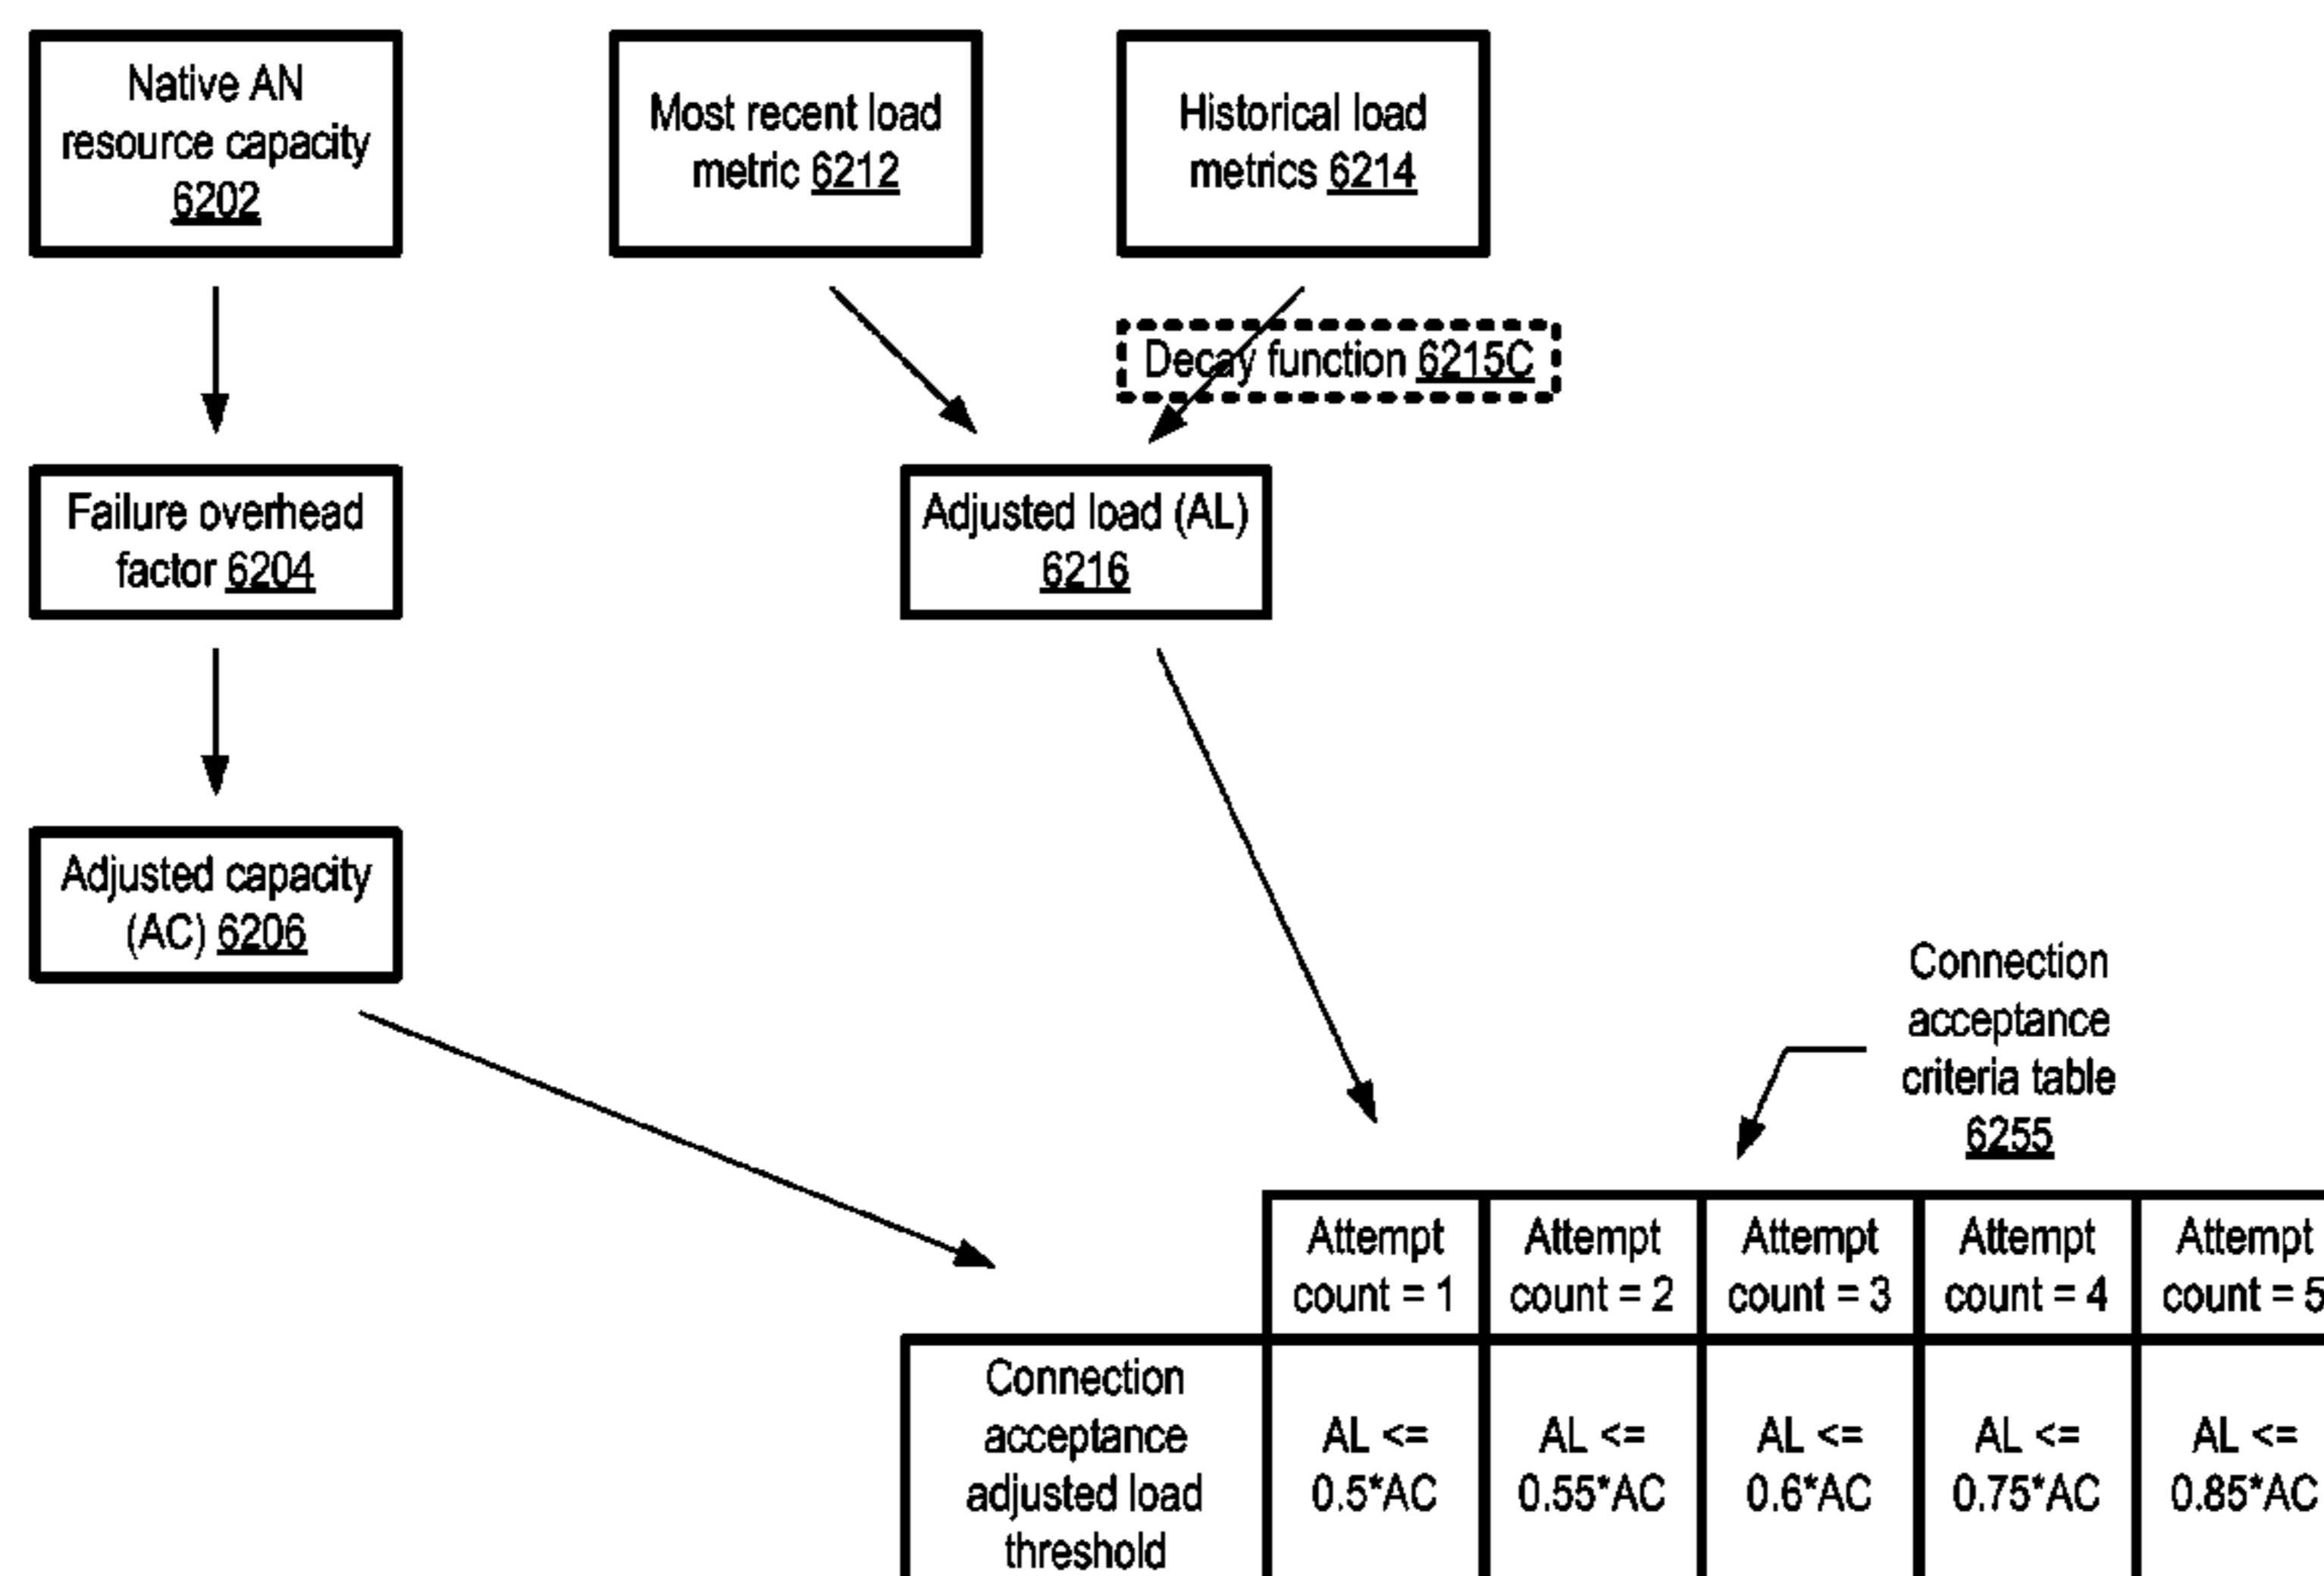 Native AN
resource capacity
6202
Most recent load
metric 6212
Historical load
metrics 6214
Decay function 6215C
Failure overhead
factor 6204
Adjusted load (AL)
6216
Adjusted capacity
(AC) 6206
Connection
acceptance
criteria table
6255
Attempt
count = 1
Attempt
count = 2
Attempt
count = 3
Attempt
count = 4
Attempt
count = 5
Connection
acceptance
adjusted load
threshold
AL <=
0.5*AC
AL <=
0.55*AC
AL <=
0.6*AC
AL <=
0.75*AC
AL <=
0.85*AC